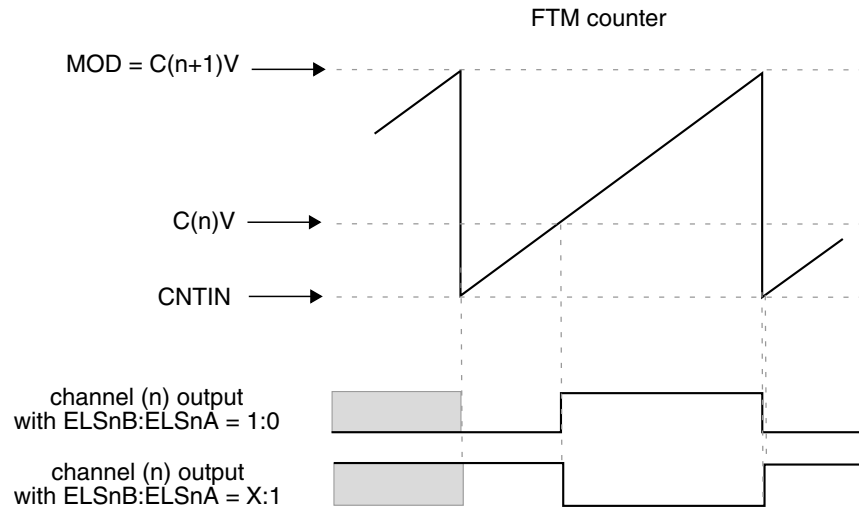 FTM counter
MOD = C(n+1)V
C(n)V
CNTIN
channel (n) output
with ELSnB:ELSnA = 1:0
channel (n) output
with ELSnB:ELSnA = X:1